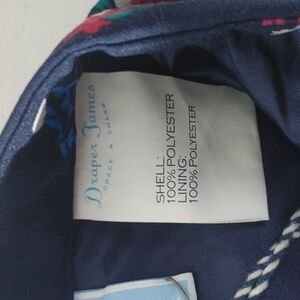 Draper James
GRACE & CHARM
SHELL:
100% POLYESTER
LINING:
100% POLYESTER